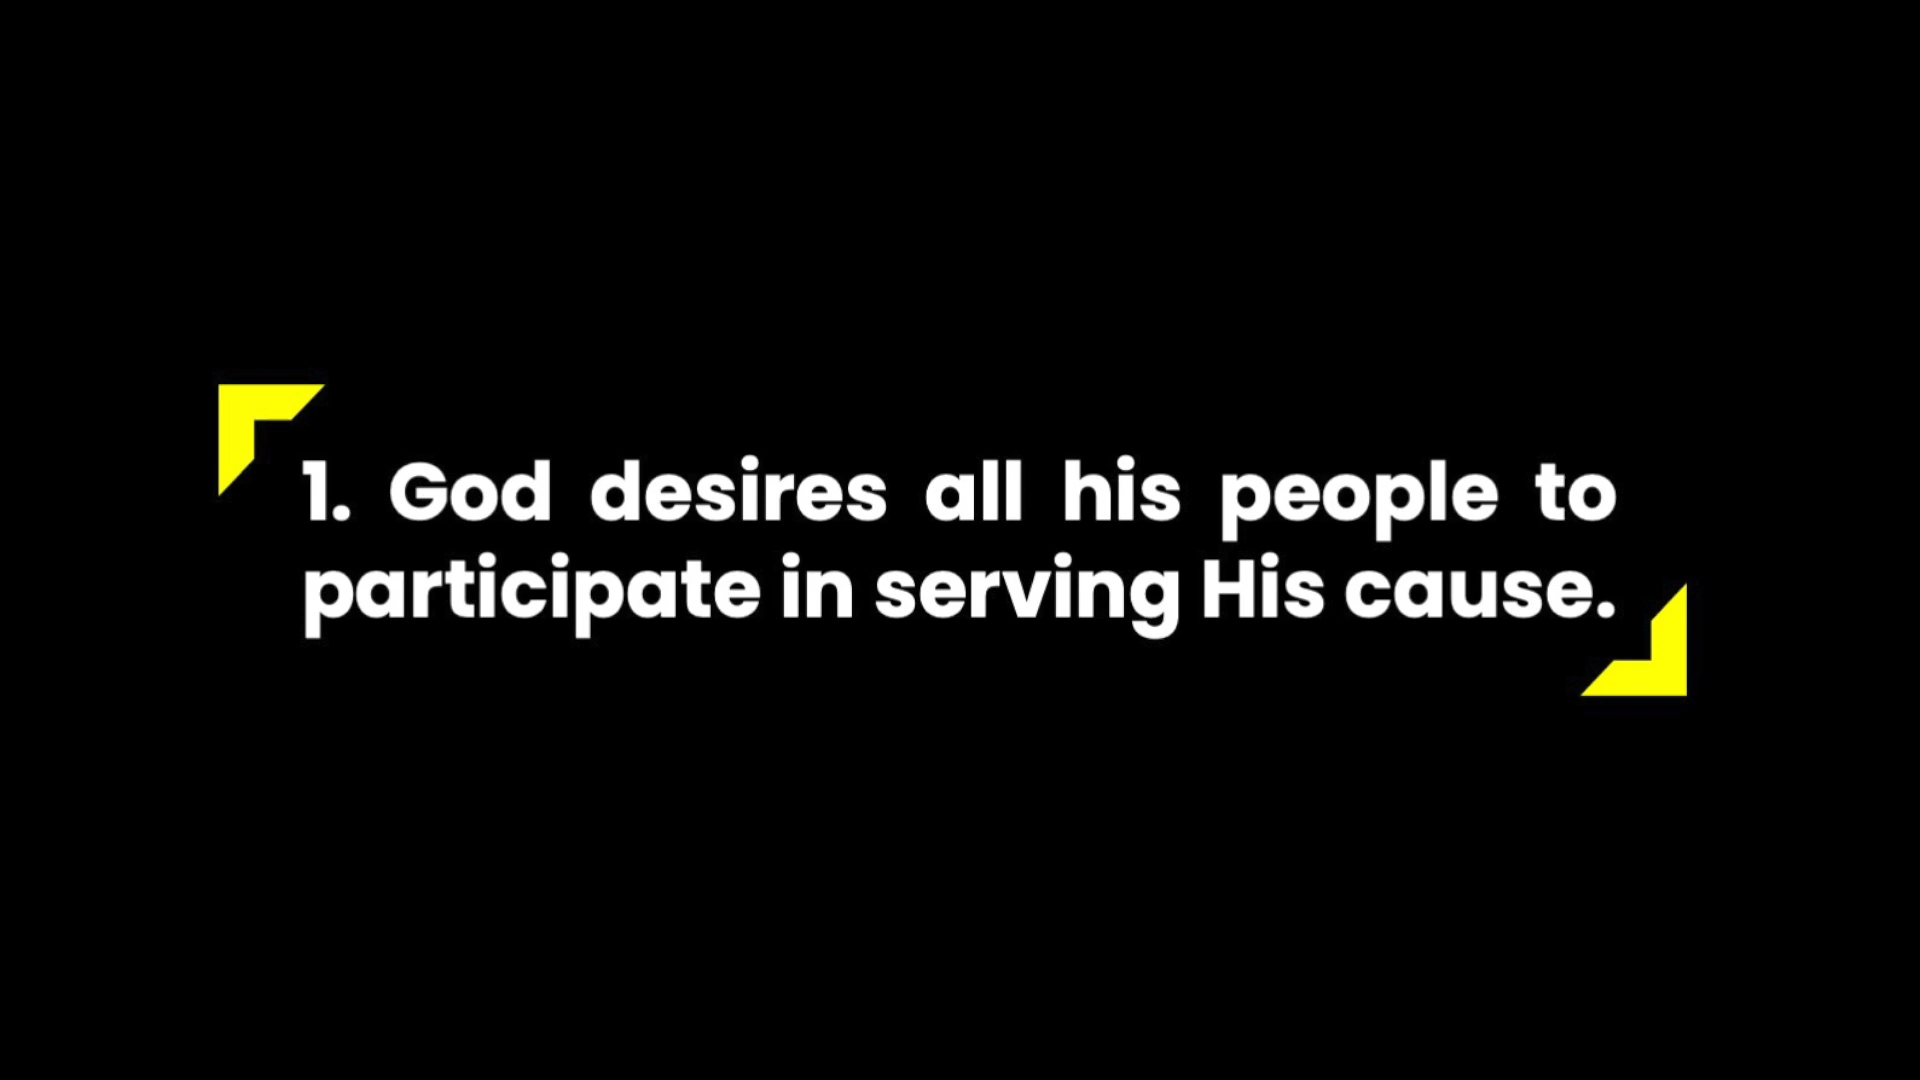 1. God desires all his people to
participate in serving His cause.